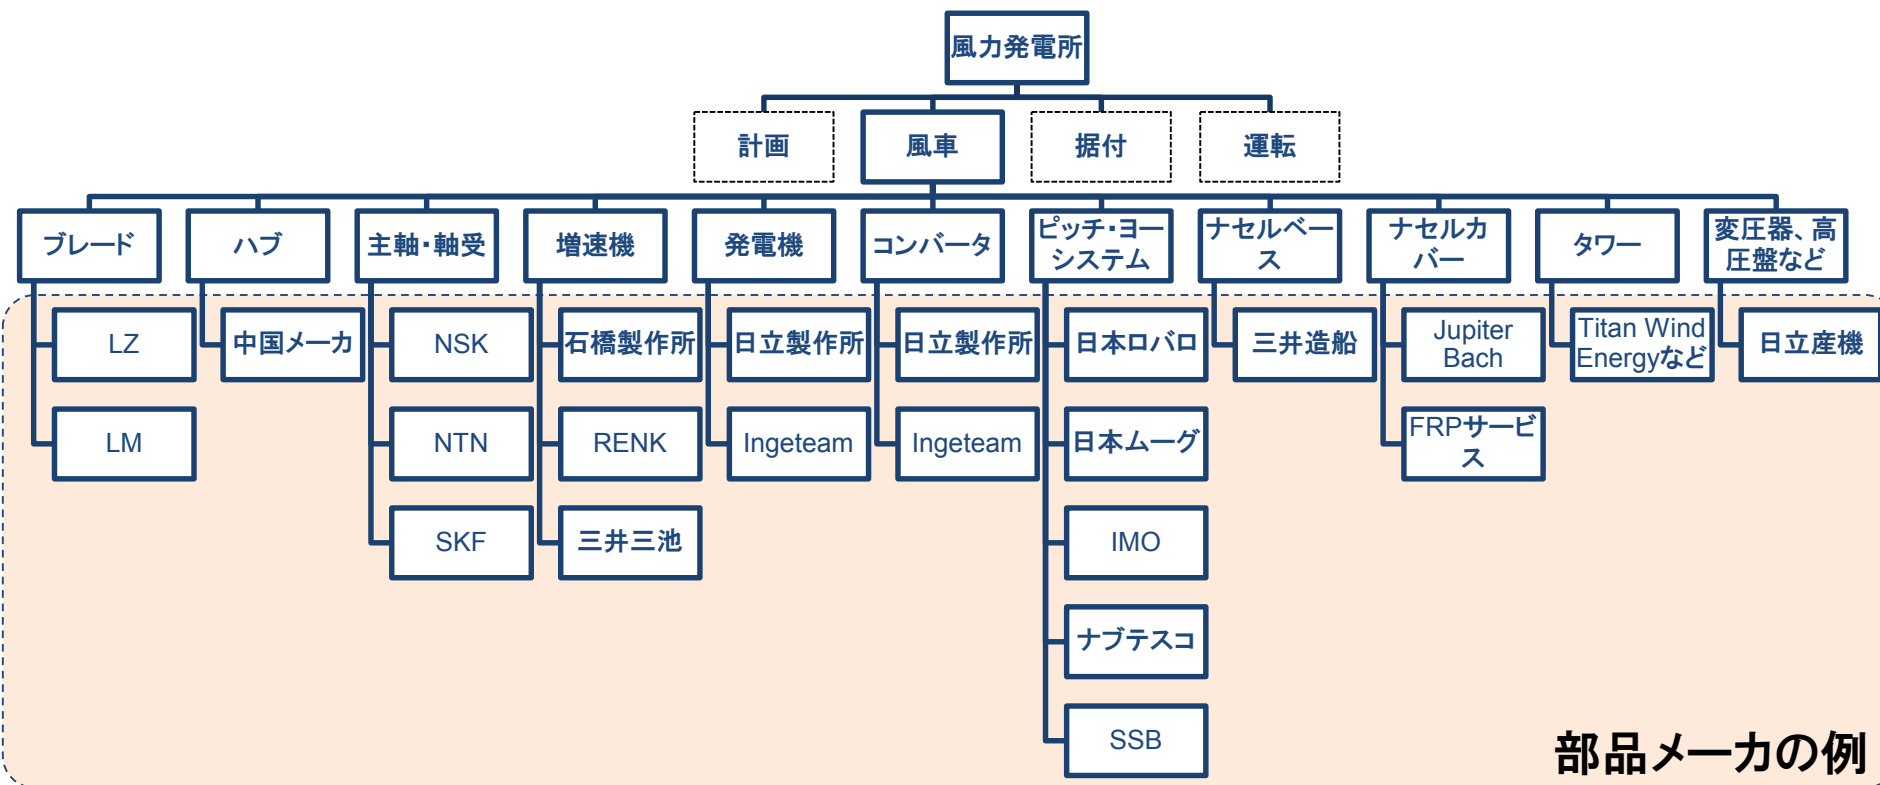 風力発電所
計画
風車
据付
運転
ブレード
ハブ
主軸・軸受
増速機
発電機
コンバータ
ピッチ・ヨー
システム
ナセルベー
ス
ナセルカ
バー
タワー
変圧器、高
圧盤など
LZ
中国メーカ
NSK
石橋製作所
日立製作所
日立製作所
日本ロバロ
三井造船
Jupiter
Bach
Titan Wind
Energyなど
日立産機
LM
NTN
RENK
Ingeteam
Ingeteam
日本ムーグ
FRPサービ
ス
SKF
三井三池
IMO
ナブテスコ
SSB
部品メーカの例